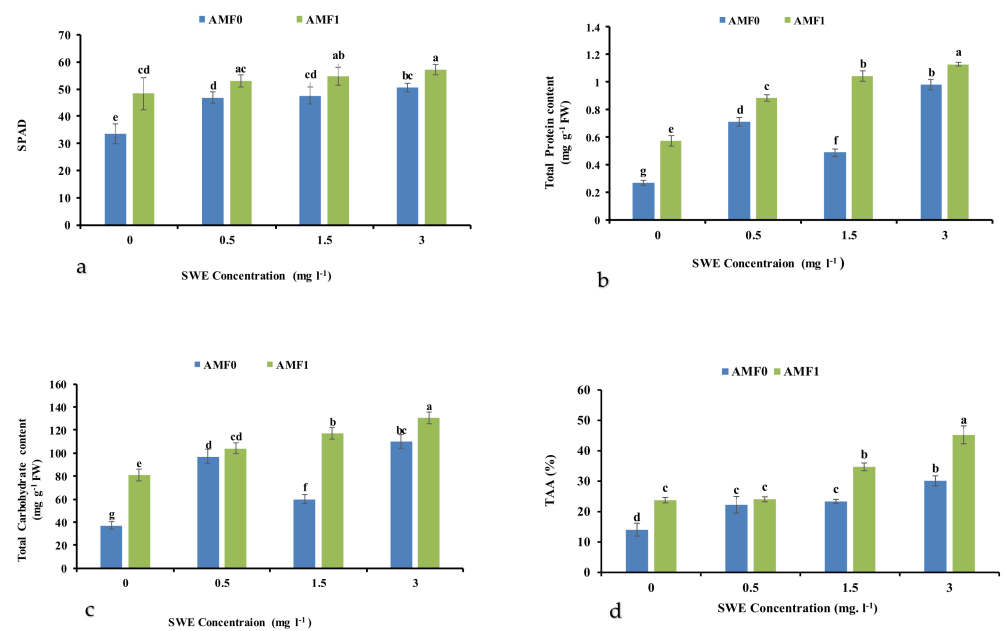 AMF0 AMF1
70
60
50
40
30
20
10
0
SPAD
e cd d ac cd ab bc a
0 0.5 1.5 3
SWE Concentration (mg l-1)
a
AMF0 AMF1
1.4
1.2
1
0.8
0.6
0.4
0.2
0
Total Protein content
(mg g-1 FW)
g e d c f b b a
0 0.5 1.5 3
SWE Concentraion (mg l-1 )
b
AMF0 AMF1
160
140
120
100
80
60
40
20
0
Total Carbohydrate content
(mg g-1 FW)
g e d cd f b bc a
0 0.5 1.5 3
SWE Concentraion (mg l-1 )
c
AMF0 AMF1
60
50
40
30
20
10
0
TAA (%)
d c c c c b b a
0 0.5 1.5 3
SWE Concentration (mg. l-1)
d